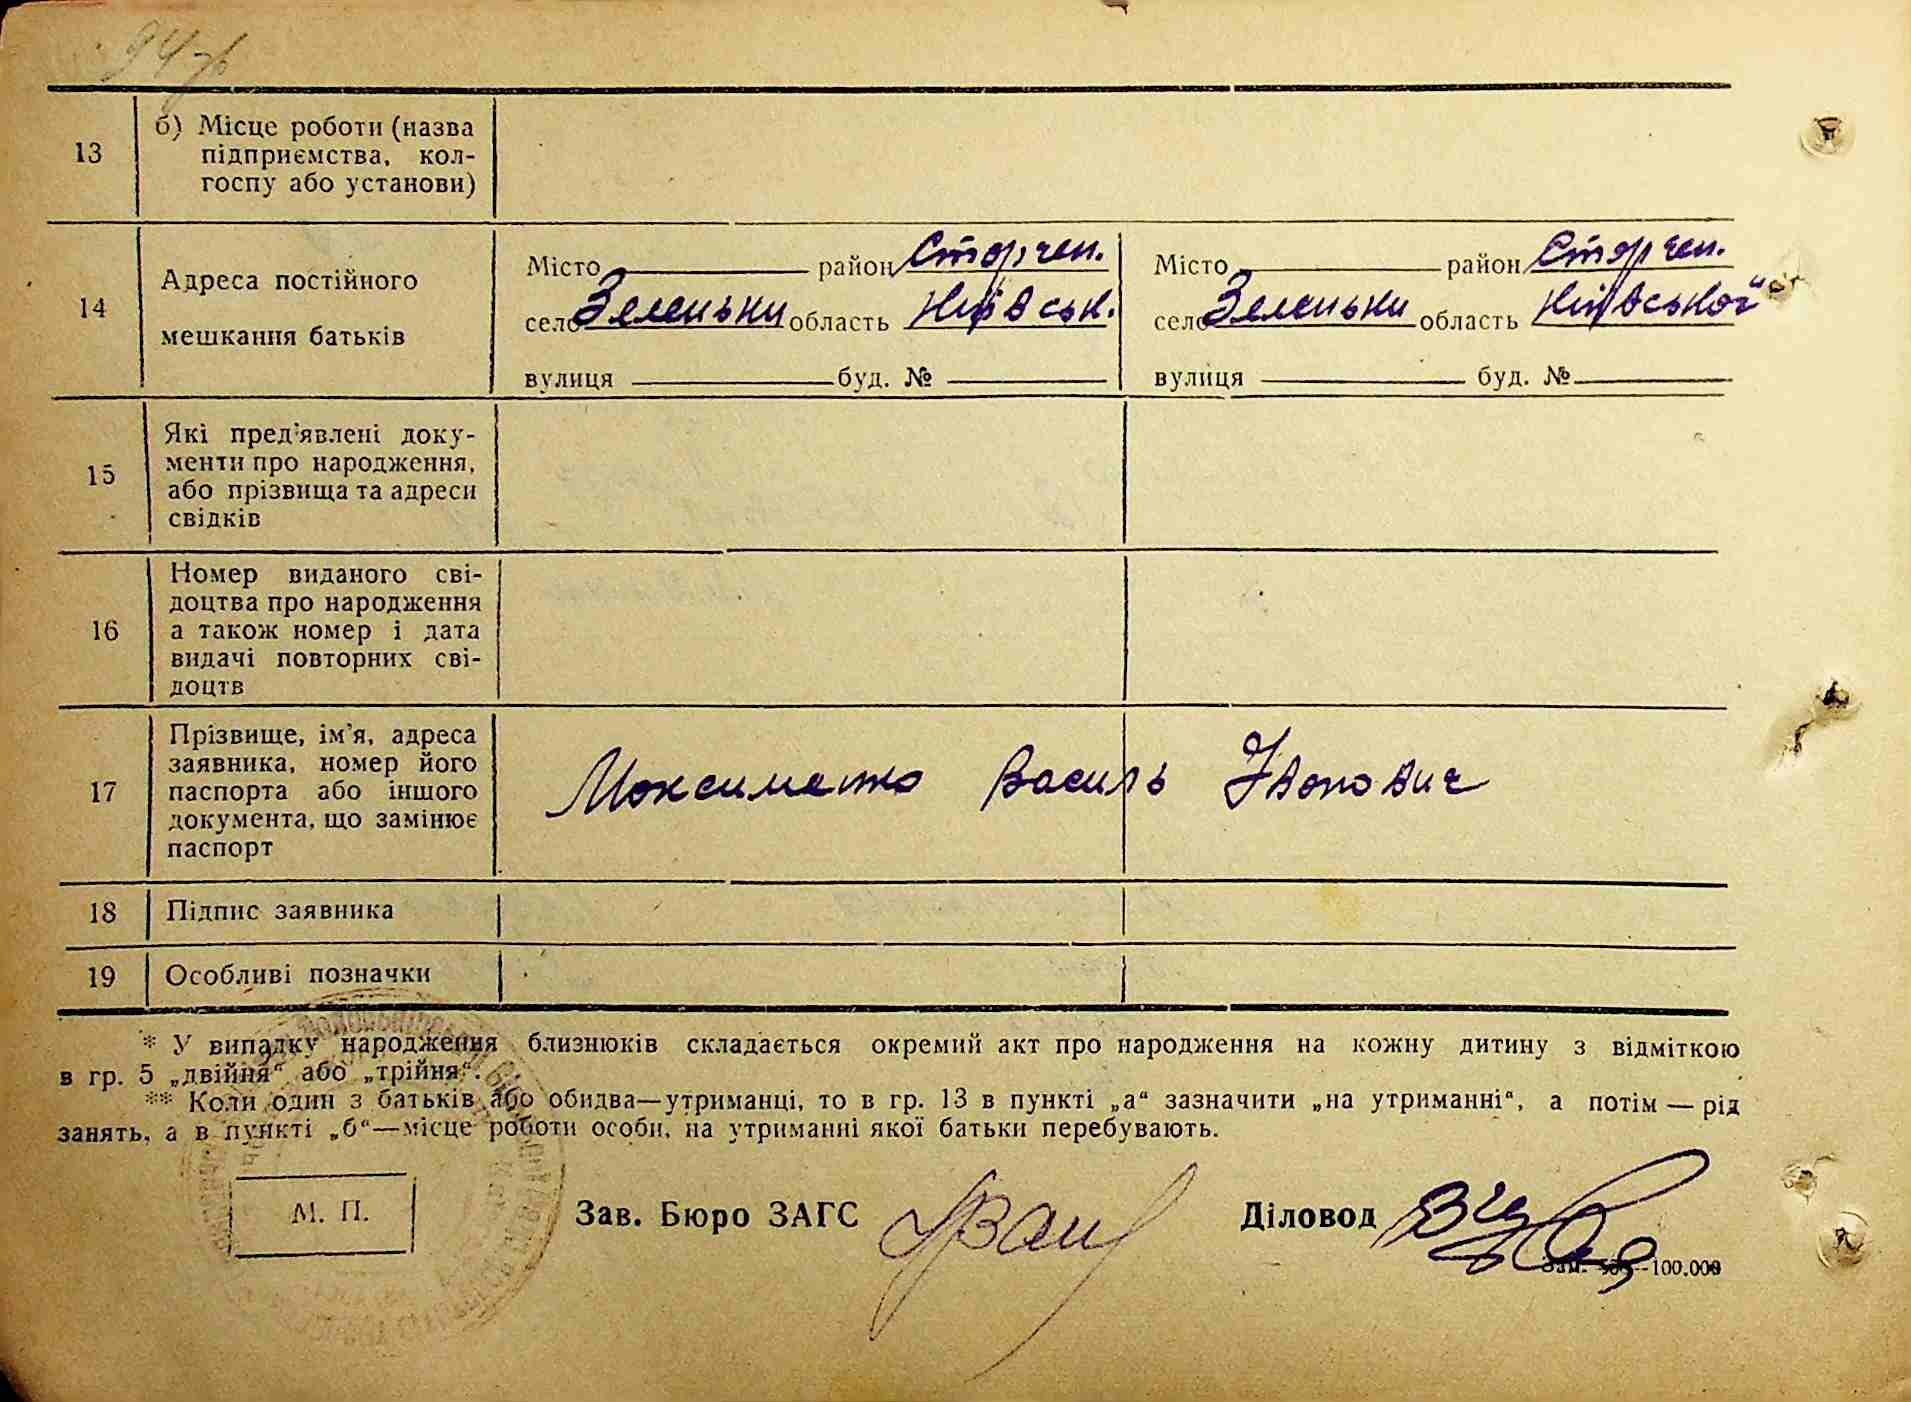 94 зв
13
б) Місце роботи (назва
підприємства, кол-
госпу або установи)
14
Адреса постійного
мешкання батьків
Місто район Стор чен.
село Зеленьки область Київськ.
вулиця буд. №
Місто район Стор чен.
село Зеленьки область Київської
вулиця буд. №
15
Які пред'явлені доку-
менти про народження,
або прізвища та адреси
свідків
16
Номер виданого сві-
доцтва про народження
а також номер і дата
видачі повторних сві-
доцтв
17
Прізвище, ім'я, адреса
заявника, номер його
паспорта або іншого
документа, що замінює
паспорт
Максименко Василь Іванович
18 Підпис заявника
19 Особливі позначки
* У випадку народження близнюків складається окремий акт про народження на кожну дитину з відміткою
в гр. 5 „двійня“ або „трійня“.
** Коли один з батьків або обидва—утриманці, то в гр. 13 в пункті „а“ зазначити „на утриманні“, а потім — рід
занять, а в пункті „б“—місце роботи особи, на утриманні якої батьки перебувають.
М. П.
Зав. Бюро ЗАГС
Діловод
Зам. 100.000